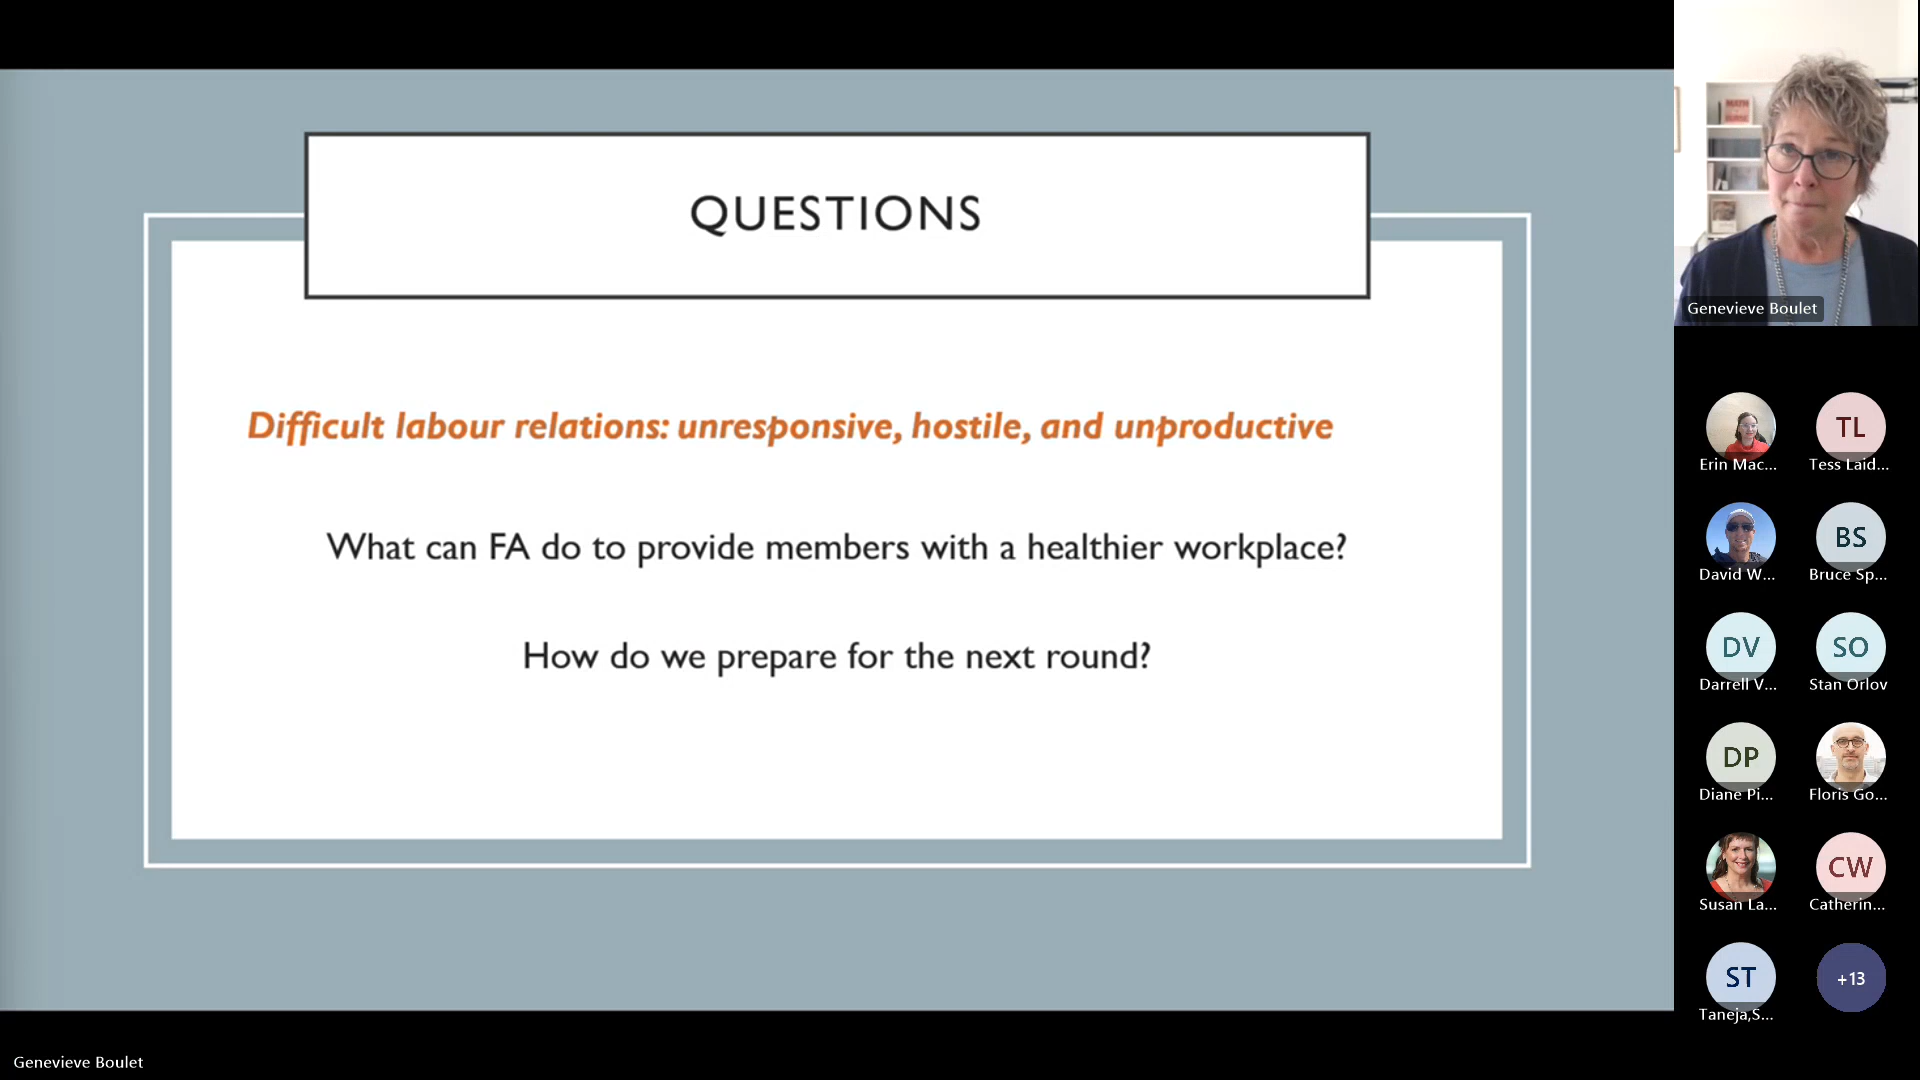 QUESTIONS
Difficult labour relations: unresponsive, hostile, and unproductive
What can FA do to provide members with a healthier workplace?
How do we prepare for the next round?
Genevieve Boulet
Genevieve Boulet
Erin Mac...
TL
Tess Laid...
David W...
BS
Bruce Sp...
DV
Darrell V...
SO
Stan Orlov
DP
Diane Pi...
Floris Go...
Susan La...
CW
Catherin...
ST
Taneja,S...
+13